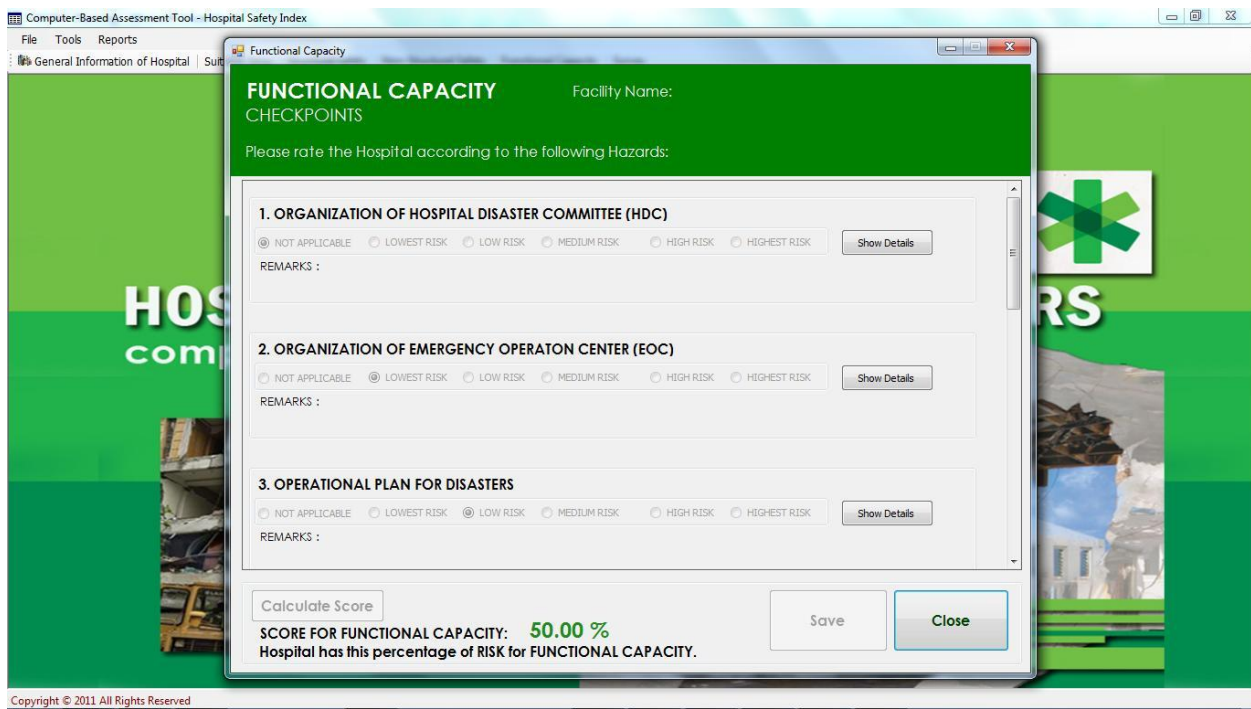 Computer-Based Assessment Tool - Hospital Safety Index
File Tools Reports
General Information of Hospital
Functional Capacity
FUNCTIONAL CAPACITY
Facility Name:
CHECKPOINTS
Please rate the Hospital according to the following Hazards:
1. ORGANIZATION OF HOSPITAL DISASTER COMMITTEE (HDC)
NOT APPLICABLE LOWEST RISK LOW RISK MEDIUM RISK HIGH RISK HIGHEST RISK Show Details
REMARKS :
2. ORGANIZATION OF EMERGENCY OPERATON CENTER (EOC)
NOT APPLICABLE LOWEST RISK LOW RISK MEDIUM RISK HIGH RISK HIGHEST RISK Show Details
REMARKS :
3. OPERATIONAL PLAN FOR DISASTERS
NOT APPLICABLE LOWEST RISK LOW RISK MEDIUM RISK HIGH RISK HIGHEST RISK Show Details
REMARKS :
Calculate Score
SCORE FOR FUNCTIONAL CAPACITY: 50.00 %
Hospital has this percentage of RISK for FUNCTIONAL CAPACITY.
Save
Close
HOS
RS
com
Copyright © 2011 All Rights Reserved